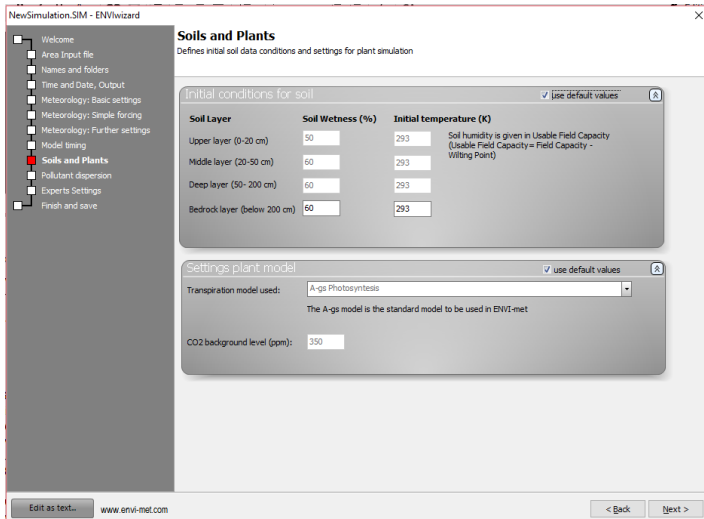 NewSimulation.SIM - ENVIwizard
Welcome
Area Input file
Names and folders
Time and Date, Output
Meteorology: Basic settings
Meteorology: Simple forcing
Meteorology: Further settings
Model timing
Soils and Plants
Pollutant dispersion
Experts Settings
Finish and save
Soils and Plants
Defines initial soil data conditions and settings for plant simulation
Initial conditions for soil
use default values
Soil Layer Soil Wetness (%) Initial temperature (K)
Upper layer (0-20 cm) 50 293
Middle layer (20-50 cm) 60 293
Deep layer (50- 200 cm) 60 293
Bedrock layer (below 200 cm) 60 293
Soil humidity is given in Usable Field Capacity
(Usable Field Capacity= Field Capacity -
Wilting Point)
Settings plant model
use default values
Transpiration model used: A-gs Photosyntesis
The A-gs model is the standard model to be used in ENVI-met
CO2 background level (ppm): 350
Edit as text..
www.envi-met.com
< Back
Next >